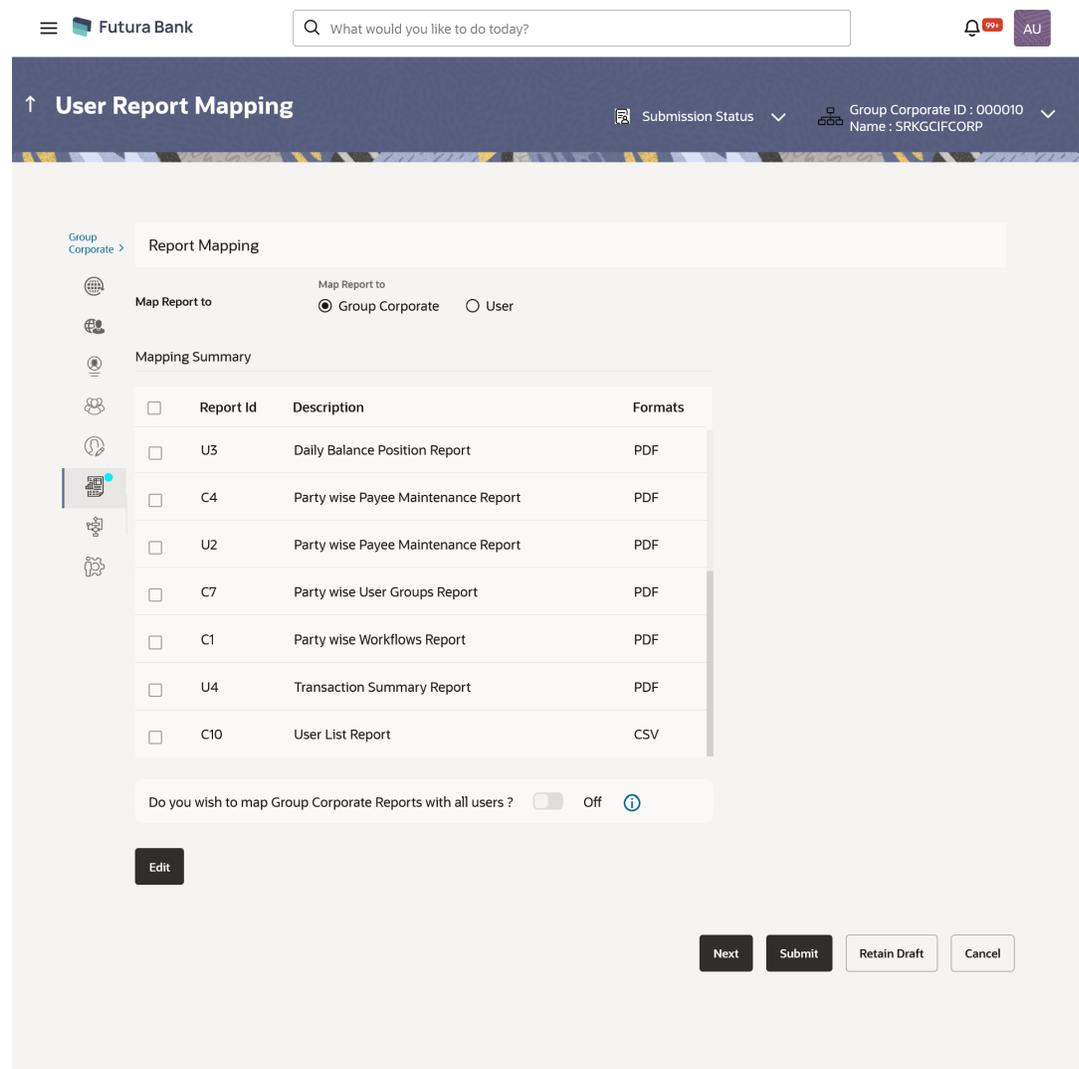 Futura Bank
What would you like to do today?
99+
AU
User Report Mapping
Submission Status
Group Corporate ID : 000010
Name : SRKGCIFCORP
Group
Corporate
Report Mapping
Map Report to
Map Report to
Group Corporate User
Mapping Summary
Report Id Description Formats
U3 Daily Balance Position Report PDF
C4 Party wise Payee Maintenance Report PDF
U2 Party wise Payee Maintenance Report PDF
C7 Party wise User Groups Report PDF
C1 Party wise Workflows Report PDF
U4 Transaction Summary Report PDF
C10 User List Report CSV
Do you wish to map Group Corporate Reports with all users ? Off
Edit
Next Submit Retain Draft Cancel